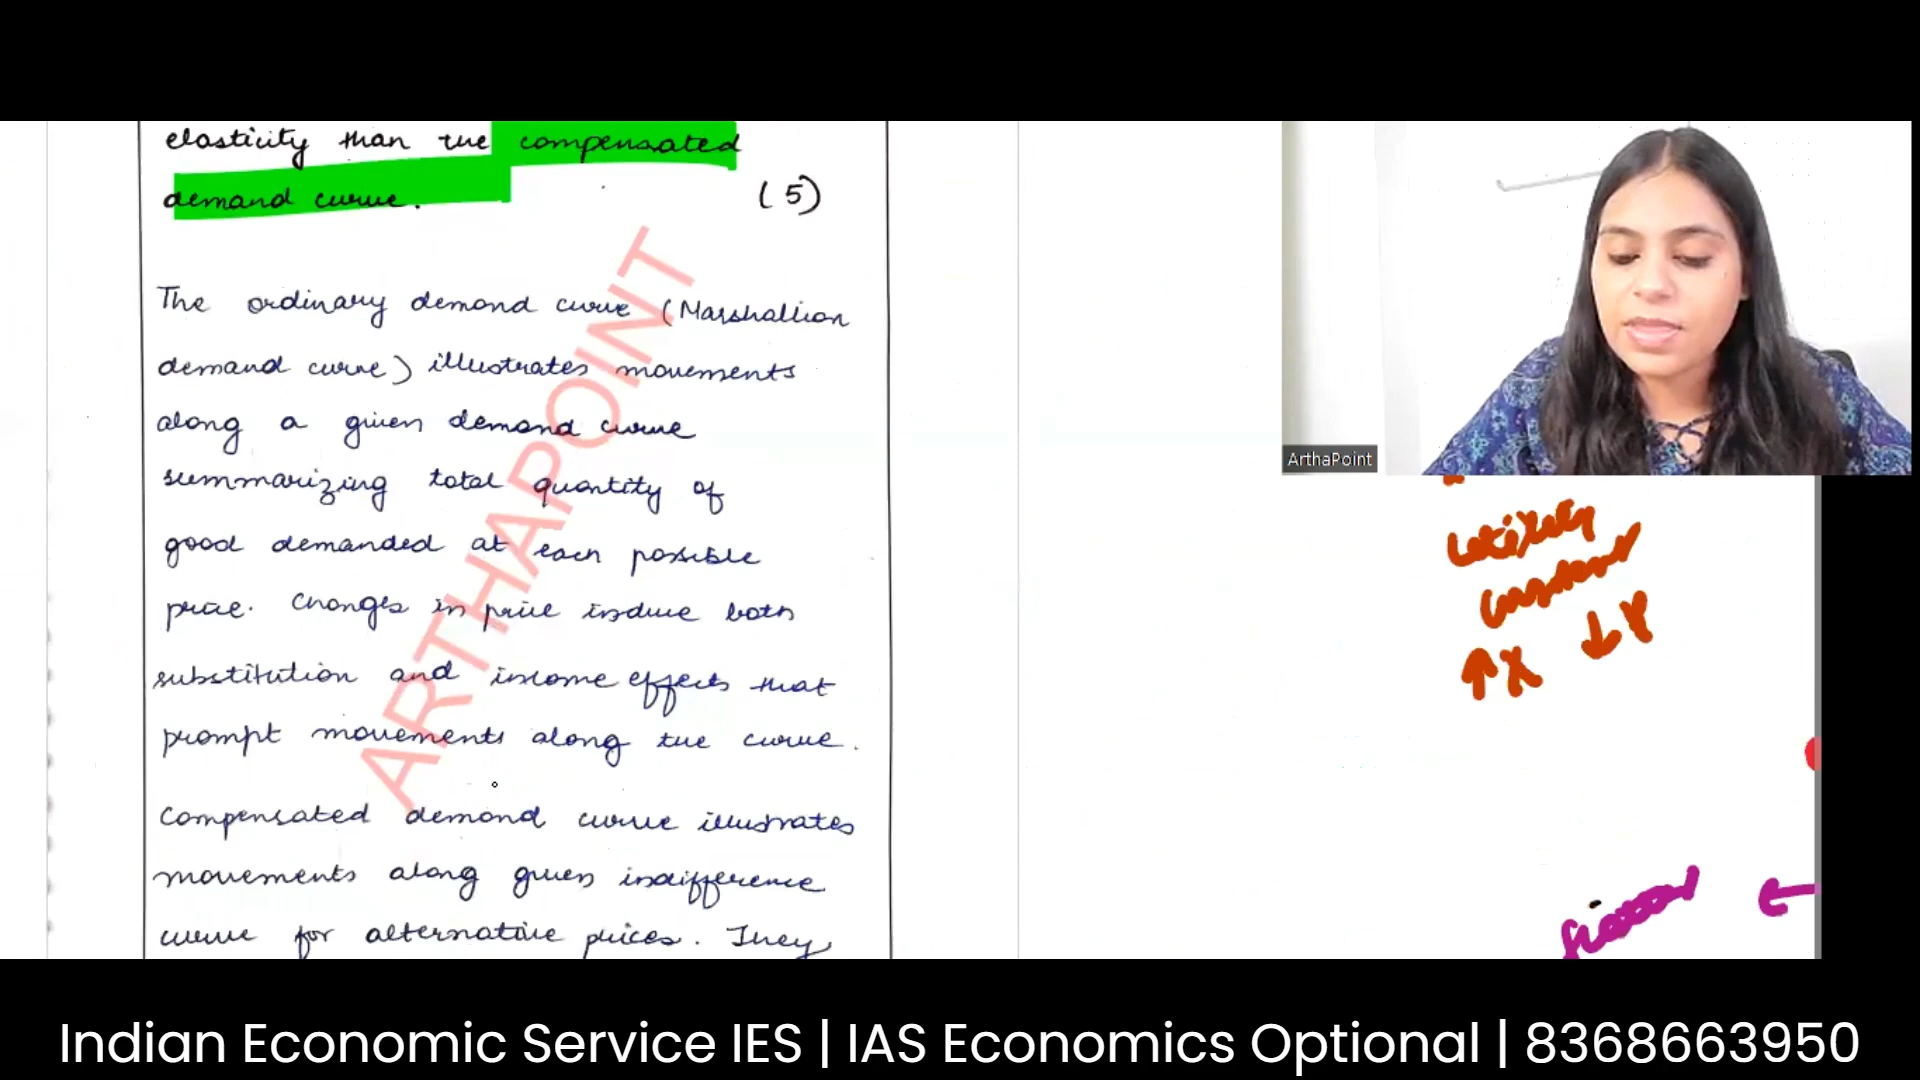 elasticity than the compensated
demand curve. (5)
The ordinary demand curve (Marshallian
demand curve) illustrates movements
along a given demand curve
summarizing total quantity of
good demanded at each possible
price. Changes in price induce both
substitution and income effects that
prompt movements along the curve.
Compensated demand curve illustrates
movements along given indifference
curve for alternative prices. They
ARTHAPOINT
ArthaPoint
utility
constant
↑X ↓Y
Indian Economic Service IES | IAS Economics Optional | 8368663950